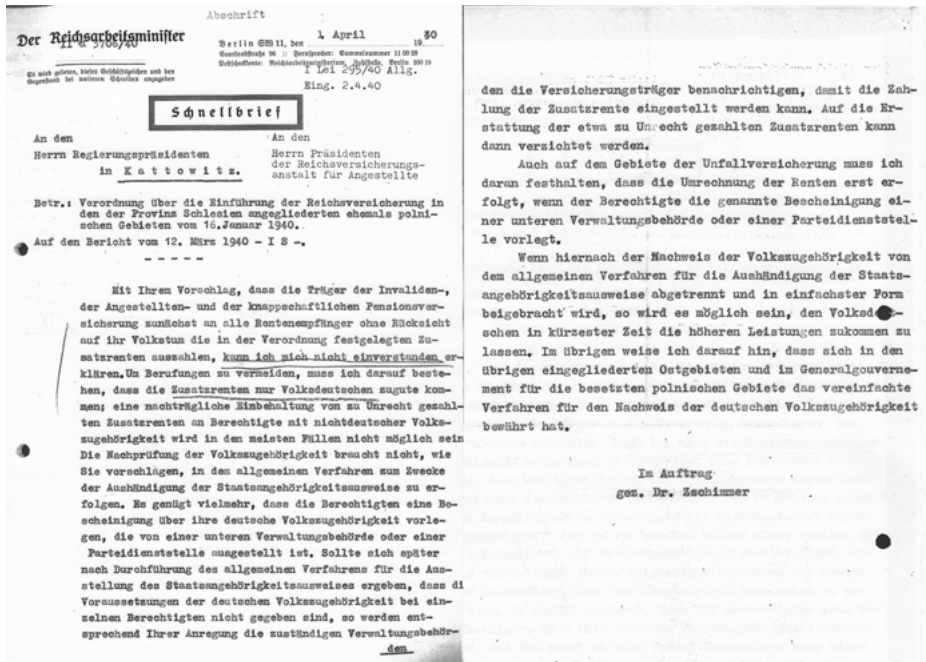 Abschrift
Der Reichsarbeitsminister
II a 5766/40
Es wird gebeten, dieses Geschäftszeichen und den
Gegenstand bei weiteren Schreiben anzugeben
Berlin SW 11, den 1 April 19 30
Saarlandstraße 96 :: Fernsprecher: Sammelnummer 11 00 28
Postscheckkonto: Reichsarbeitsministerium, Berlin
I Lei 295/40 Allg.
Eing. 2.4.40
Schnellbrief
An den
Herrn Regierungspräsidenten
in Kattowitz.
An den
Herrn Präsidenten
der Reichsversicherungs-
anstalt für Angestellte
Betr.: Verordnung über die Einführung der Reichsversicherung in
den der Provinz Schlesien angegliederten ehemals polni-
schen Gebieten vom 16.Januar 1940.
Auf den Bericht vom 12. März 1940 - I S -.
- - - - -
Mit Ihrem Vorschlag, dass die Träger der Invaliden-,
der Angestellten- und der knappschaftlichen Pensionsver-
sicherung zunächst an alle Rentenempfänger ohne Rücksicht
auf ihr Volkstum die in der Verordnung festgelegten Zu-
satzrenten auszahlen, kann ich mich nicht einverstanden er-
klären.Um Berufungen zu vermeiden, muss ich darauf beste-
hen, dass die Zusatzrenten nur Volksdeutschen zugute kom-
men; eine nachträgliche Einbehaltung von zu Unrecht gezahl-
ten Zusatzrenten an Berechtigte mit nichtdeutscher Volks-
zugehörigkeit wird in den meisten Fällen nicht möglich sein
Die Nachprüfung der Volkszugehörigkeit braucht nicht, wie
Sie vorschlagen, in dem allgemeinen Verfahren zum Zwecke
der Aushändigung der Staatsangehörigkeitsausweise zu er-
folgen. Es genügt vielmehr, dass die Berechtigten eine Be-
scheinigung über ihre deutsche Volkszugehörigkeit vorle-
gen, die von einer unteren Verwaltungsbehörde oder einer
Parteidienststelle ausgestellt ist. Sollte sich später
nach Durchführung des allgemeinen Verfahrens für die Aus-
stellung des Staatsangehörigkeitsausweises ergeben, dass di
Voraussetzungen der deutschen Volkszugehörigkeit bei ein-
zelnen Berechtigten nicht gegeben sind, so werden ent-
sprechend Ihrer Anregung die zuständigen Verwaltungsbehör-
den
den die Versicherungsträger benachrichtigen, damit die Zah-
lung der Zusatzrente eingestellt werden kann. Auf die Er-
stattung der etwa zu Unrecht gezahlten Zusatzrenten kann
dann verzichtet werden.
Auch auf dem Gebiete der Unfallversicherung muss ich
daran festhalten, dass die Umrechnung der Renten erst er-
folgt, wenn der Berechtigte die genannte Bescheinigung ei-
ner unteren Verwaltungsbehörde oder einer Parteidienststel-
le vorlegt.
Wenn hiernach der Nachweis der Volkszugehörigkeit von
dem allgemeinen Verfahren für die Aushändigung der Staats-
angehörigkeitsausweise abgetrennt und in einfachster Form
beigebracht wird, so wird es möglich sein, den Volksdeut-
schen in kürzester Zeit die höheren Leistungen zukommen zu
lassen. Im übrigen weise ich darauf hin, dass sich in den
übrigen eingegliederten Ostgebieten und im Generalgouverne-
ment für die besetzten polnischen Gebiete das vereinfachte
Verfahren für den Nachweis der deutschen Volkszugehörigkeit
bewährt hat.
Im Auftrag
gez. Dr. Zschimmer